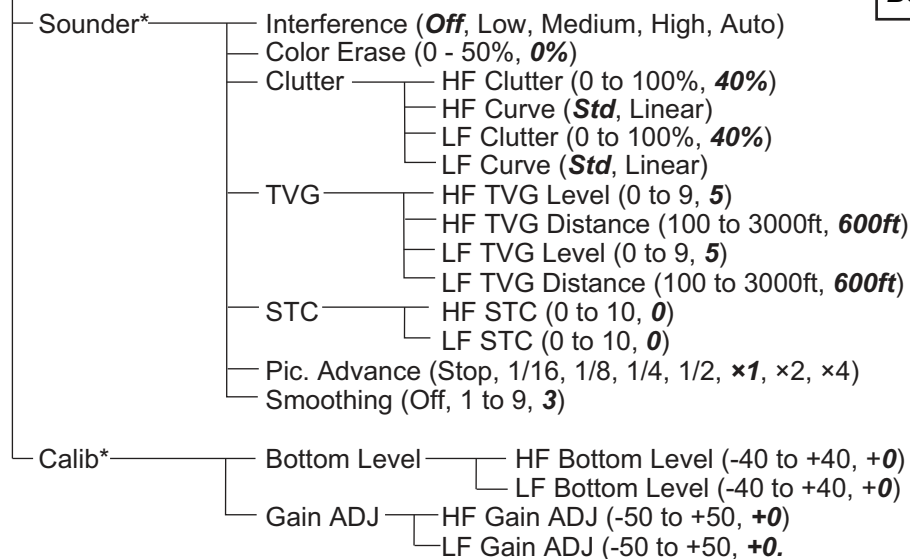 Sounder* Interference (Off, Low, Medium, High, Auto)
Color Erase (0 - 50%, 0%)
Clutter HF Clutter (0 to 100%, 40%)
HF Curve (Std, Linear)
LF Clutter (0 to 100%, 40%)
LF Curve (Std, Linear)
TVG HF TVG Level (0 to 9, 5)
HF TVG Distance (100 to 3000ft, 600ft)
LF TVG Level (0 to 9, 5)
LF TVG Distance (100 to 3000ft, 600ft)
STC HF STC (0 to 10, 0)
LF STC (0 to 10, 0)
Pic. Advance (Stop, 1/16, 1/8, 1/4, 1/2, ×1, ×2, ×4)
Smoothing (Off, 1 to 9, 3)
Calib* Bottom Level HF Bottom Level (-40 to +40, +0)
LF Bottom Level (-40 to +40, +0)
Gain ADJ HF Gain ADJ (-50 to +50, +0)
LF Gain ADJ (-50 to +50, +0.